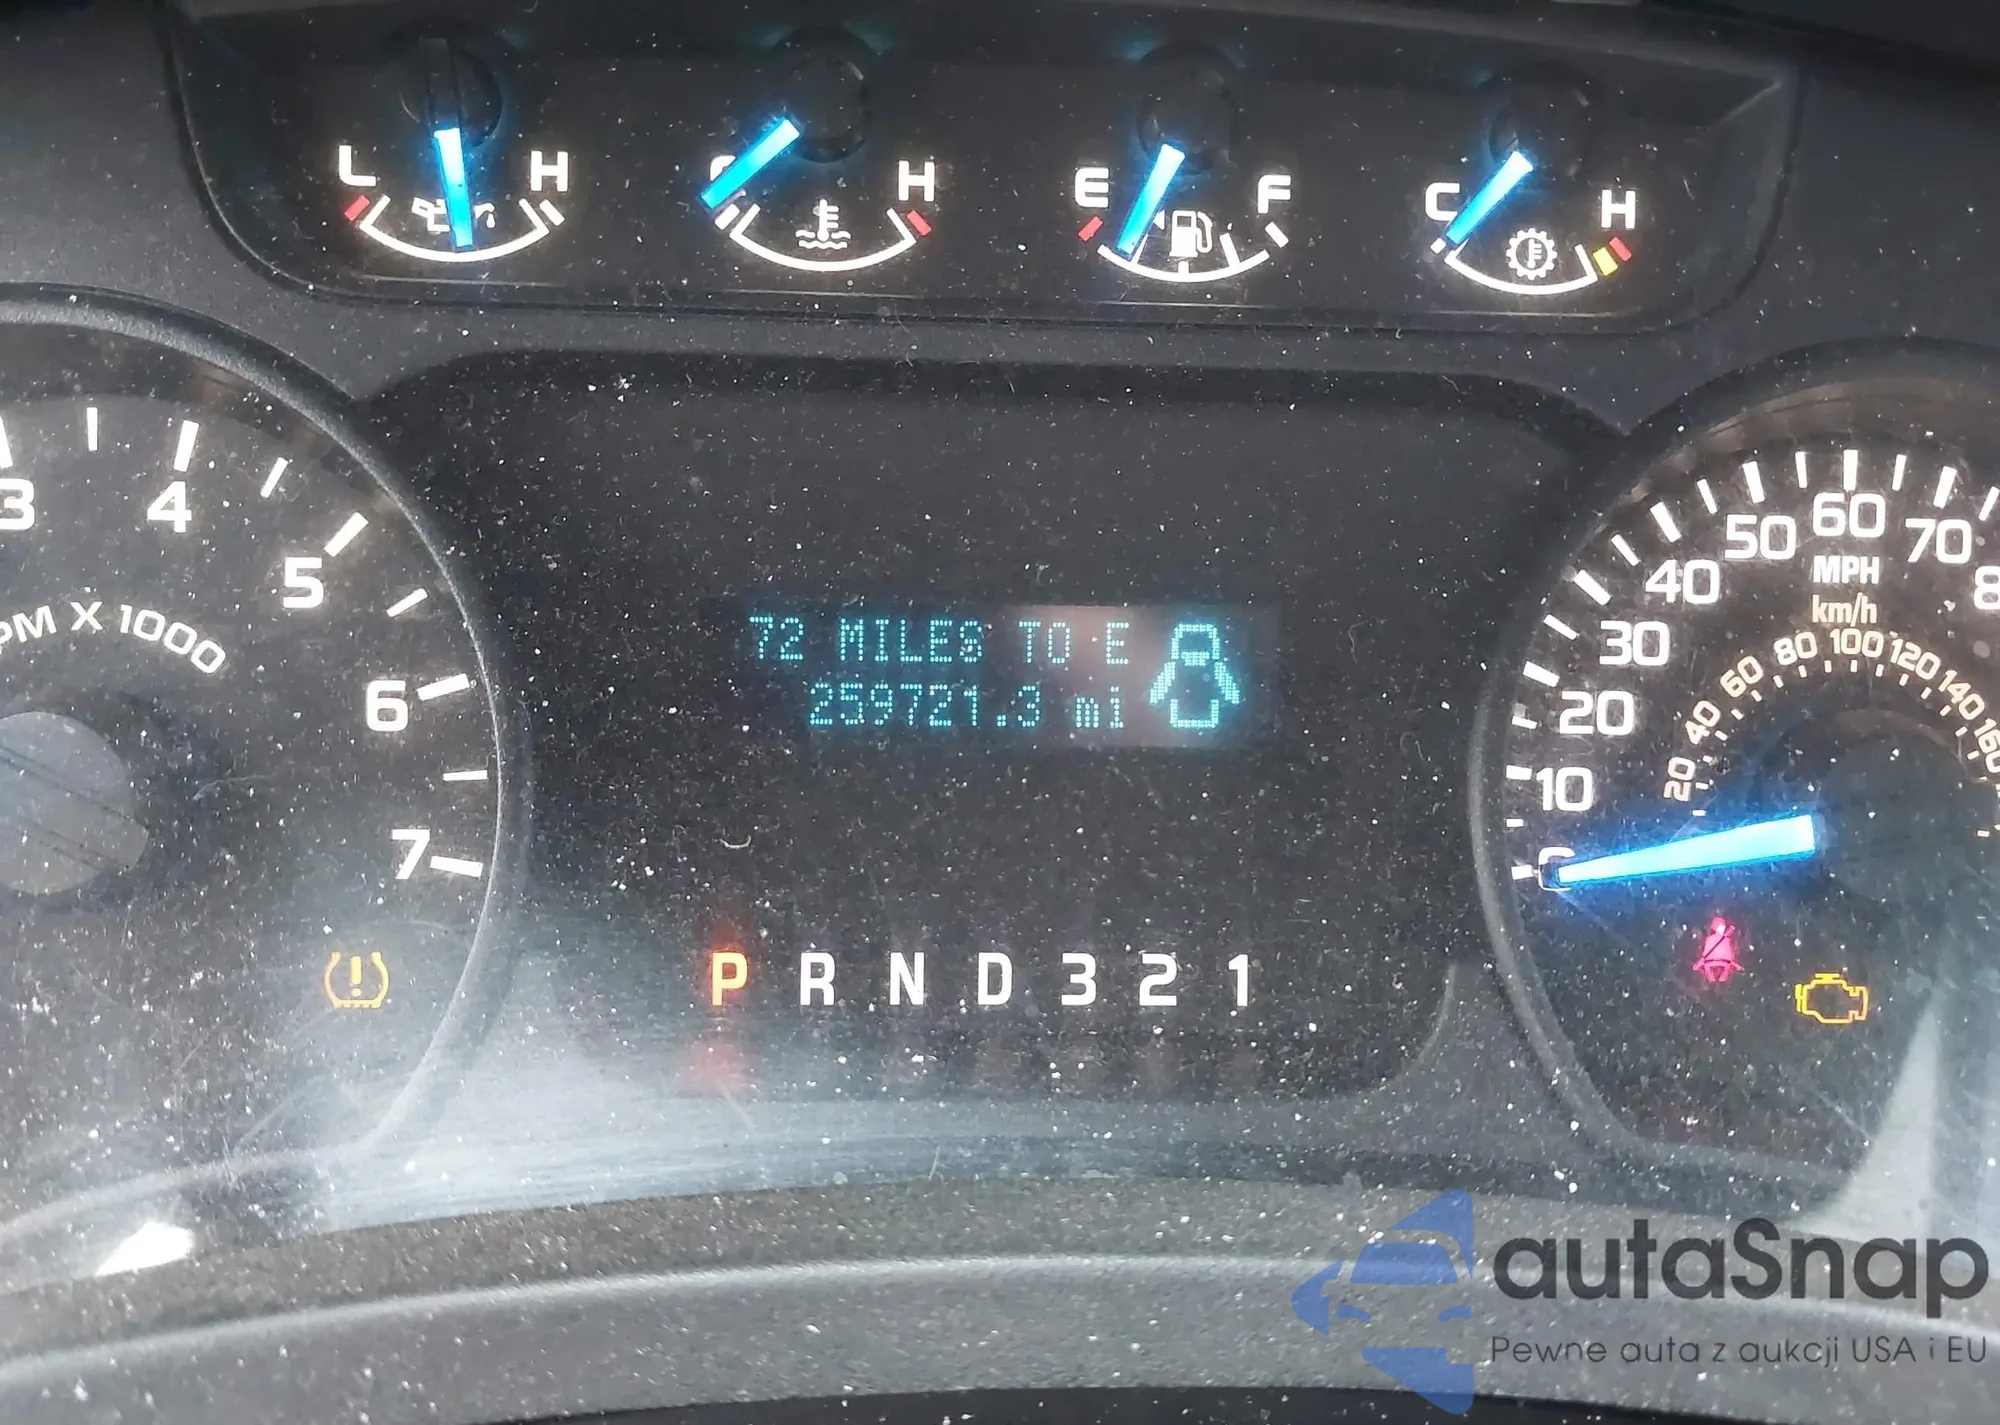 L H
C H
E F
C H
3 4 5 6 7
RPM X 1000
72 MILES TO E
259721.3 mi
P R N D 3 2 1
0 10 20 30 40 50 60 70
MPH
km/h
20 40 60 80 100 120 140 160
autaSnap
Pewne auta z aukcji USA i EU